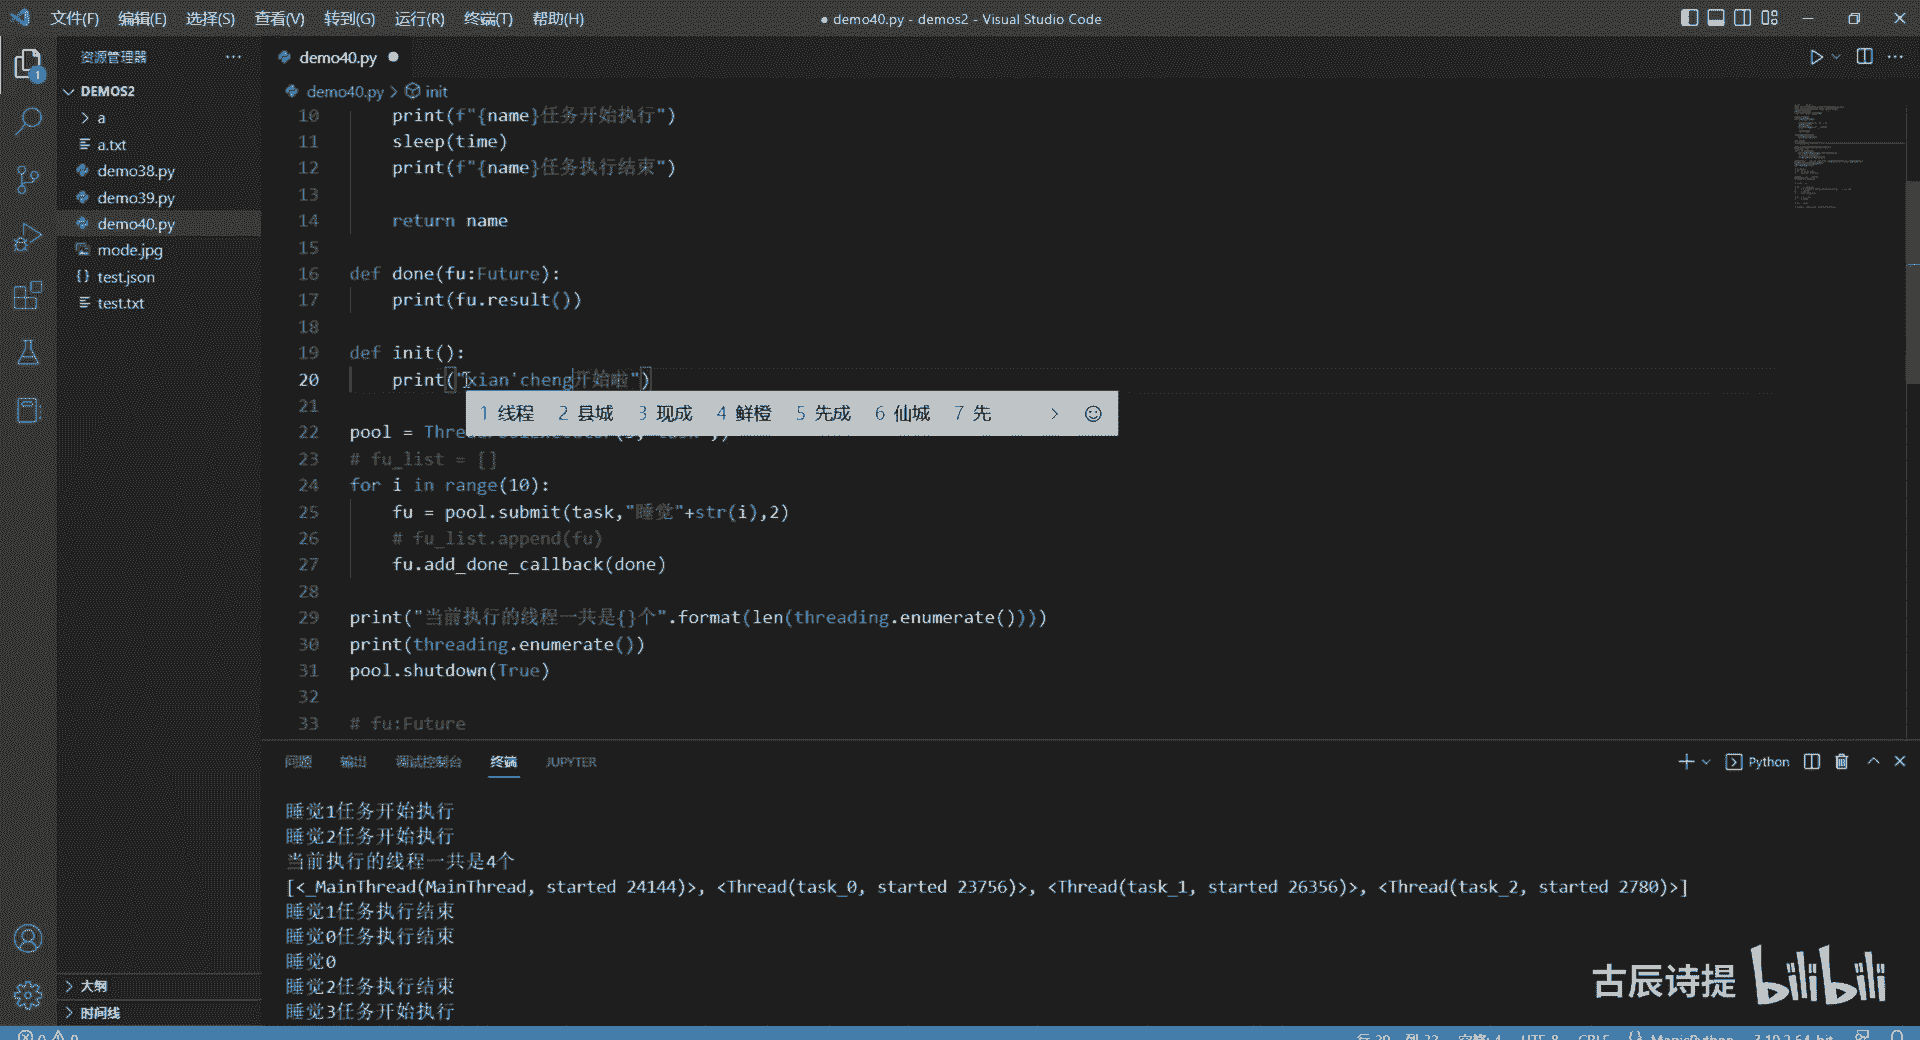 文件(F) 编辑(E) 选择(S) 查看(V) 转到(G) 运行(R) 终端(T) 帮助(H)
● demo40.py - demos2 - Visual Studio Code
资源管理器
DEMOS2
a
a.txt
demo38.py
demo39.py
demo40.py
mode.jpg
test.json
test.txt
大纲
时间线
demo40.py
demo40.py > init
10 print(f"{name}任务开始执行")
11 sleep(time)
12 print(f"{name}任务执行结束")
13
14 return name
15
16 def done(fu:Future):
17 print(fu.result())
18
19 def init():
20 print("xian'cheng开始啦")
1 线程 2 县城 3 现成 4 鲜橙 5 先成 6 仙城 7 先
21
22 pool =
23 # fu_list = []
24 for i in range(10):
25 fu = pool.submit(task,"睡觉"+str(i),2)
26 # fu_list.append(fu)
27 fu.add_done_callback(done)
28
29 print("当前执行的线程一共是{}个".format(len(threading.enumerate())))
30 print(threading.enumerate())
31 pool.shutdown(True)
32
33 # fu:Future
问题 输出 调试控制台 终端 JUPYTER
Python
睡觉1任务开始执行
睡觉2任务开始执行
当前执行的线程一共是4个
[<_MainThread(MainThread, started 24144)>, <Thread(task_0, started 23756)>, <Thread(task_1, started 26356)>, <Thread(task_2, started 2780)>]
睡觉1任务执行结束
睡觉0任务执行结束
睡觉0
睡觉2任务执行结束
睡觉3任务开始执行
古辰诗提 bilibili